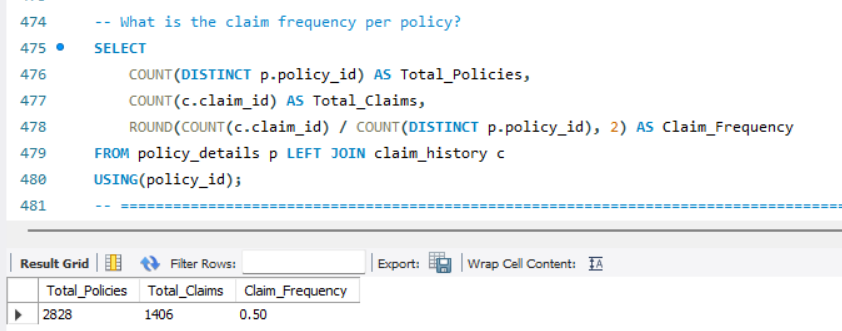 474 -- What is the claim frequency per policy?
475 SELECT
476 COUNT(DISTINCT p.policy_id) AS Total_Policies,
477 COUNT(c.claim_id) AS Total_Claims,
478 ROUND(COUNT(c.claim_id) / COUNT(DISTINCT p.policy_id), 2) AS Claim_Frequency
479 FROM policy_details p LEFT JOIN claim_history c
480 USING(policy_id);
481 -- =====================================================================================
Result Grid Filter Rows: Export: Wrap Cell Content: IA
Total_Policies Total_Claims Claim_Frequency
2828 1406 0.50